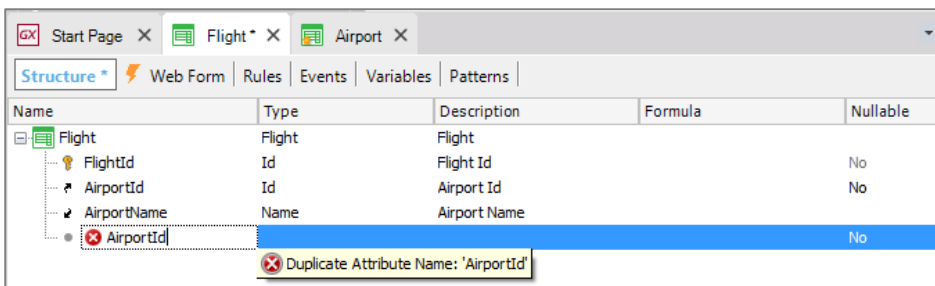 GX Start Page Flight * Airport
Structure * Web Form Rules Events Variables Patterns
Name Type Description Formula Nullable
Flight Flight Flight
FlightId Id Flight Id No
AirportId Id Airport Id No
AirportName Name Airport Name
AirportId No
Duplicate Attribute Name: 'AirportId'